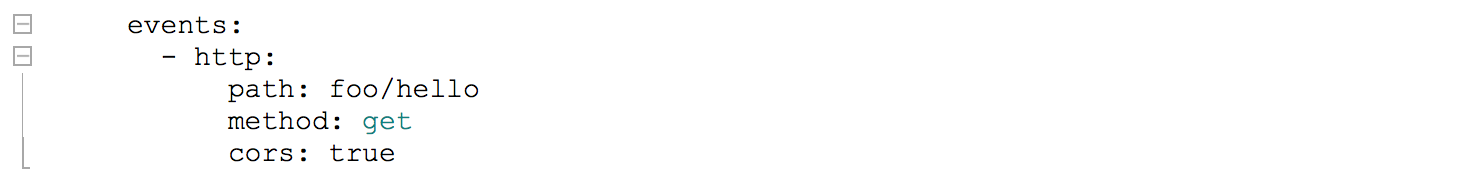 events:
  - http:
      path: foo/hello
      method: get
      cors: true